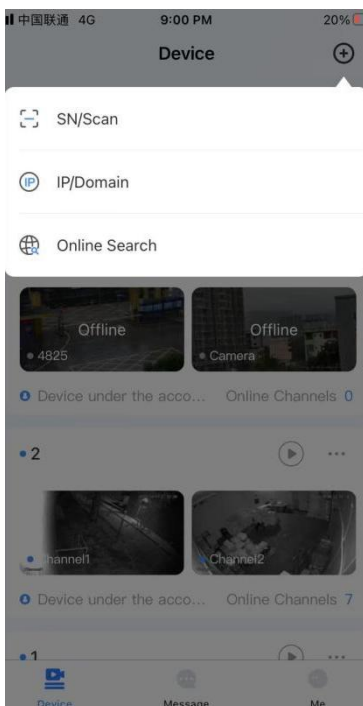 中国联通 4G 9:00 PM 20%
Device
SN/Scan
IP IP/Domain
Online Search
Offline Offline
4825 Camera
Device under the acco... Online Channels 0
2
hannel1 Channel2
Device under the acco... Online Channels 7
1
Device Message Me